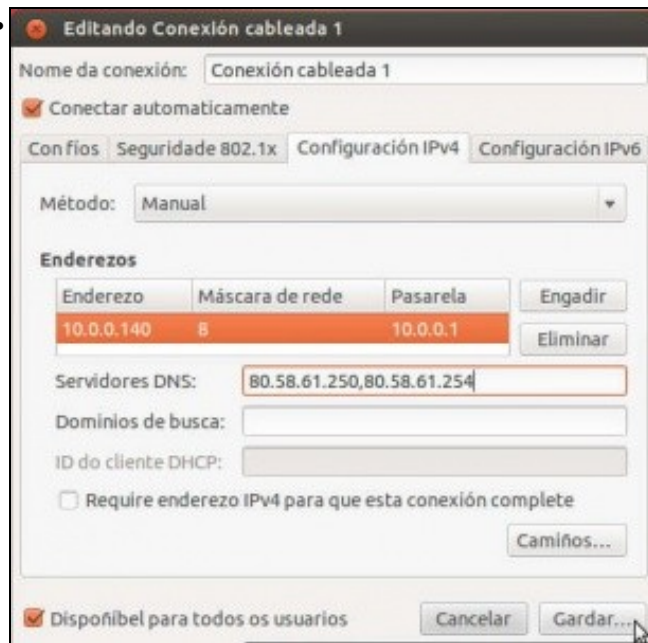 Editando Conexión cableada 1
Nome da conexión: Conexión cableada 1
Conectar automaticamente
Con fíos Seguridade 802.1x Configuración IPv4 Configuración IPv6
Método: Manual
Enderezos
Enderezo Máscara de rede Pasarela Engadir
10.0.0.140 8 10.0.0.1
Eliminar
Servidores DNS: 80.58.61.250,80.58.61.254
Dominios de busca:
ID do cliente DHCP:
Require enderezo IPv4 para que esta conexión complete
Camiños...
Dispoñíbel para todos os usuarios Cancelar Gardar...